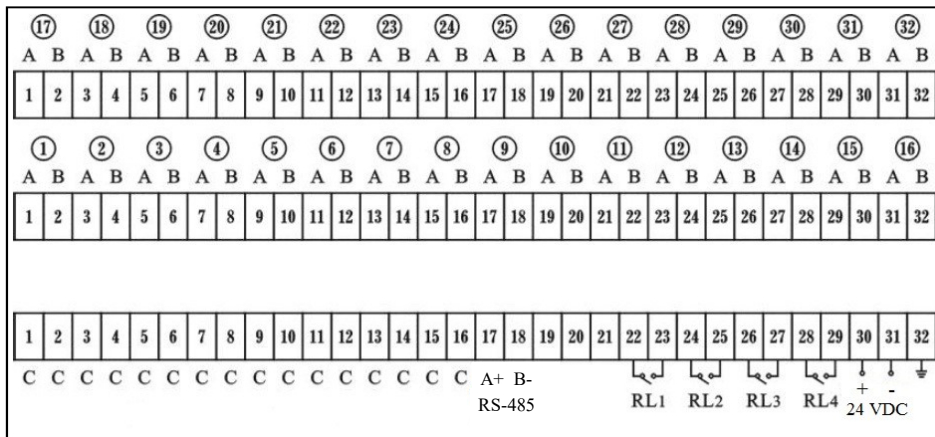 ⑰ ⑱ ⑲ ⑳ ㉑ ㉒ ㉓ ㉔ ㉕ ㉖ ㉗ ㉘ ㉙ ㉚ ㉛ ㉜
A B A B A B A B A B A B A B A B A B A B A B A B A B A B A B A B
1 2 3 4 5 6 7 8 9 10 11 12 13 14 15 16 17 18 19 20 21 22 23 24 25 26 27 28 29 30 31 32
① ② ③ ④ ⑤ ⑥ ⑦ ⑧ ⑨ ⑩ ⑪ ⑫ ⑬ ⑭ ⑮ ⑯
A B A B A B A B A B A B A B A B A B A B A B A B A B A B A B A B
1 2 3 4 5 6 7 8 9 10 11 12 13 14 15 16 17 18 19 20 21 22 23 24 25 26 27 28 29 30 31 32
1 2 3 4 5 6 7 8 9 10 11 12 13 14 15 16 17 18 19 20 21 22 23 24 25 26 27 28 29 30 31 32
C C C C C C C C C C C C C C C C A+ B-
+ -
RS-485 RL1 RL2 RL3 RL4 24 VDC